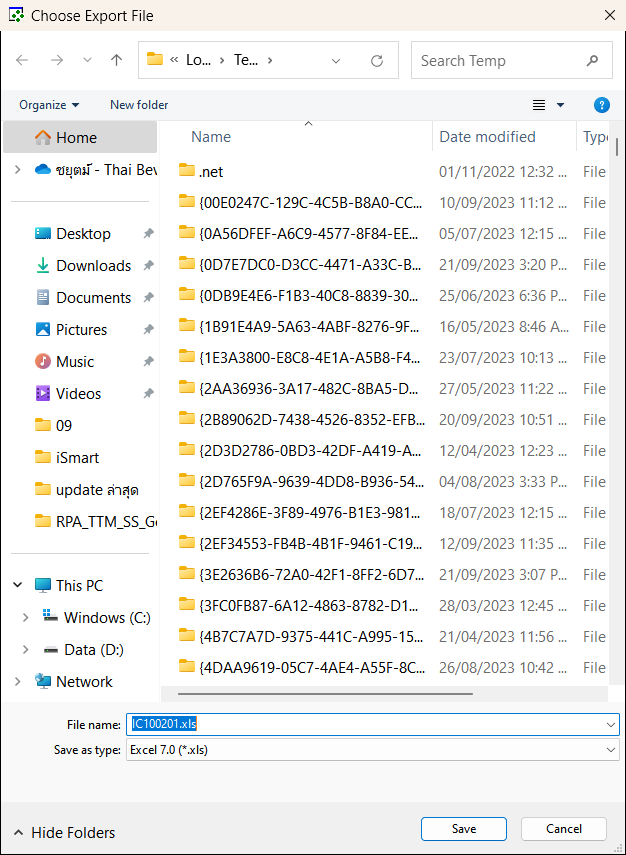 Choose Export File
« Lo... › Te... ›
Search Temp
Organize
New folder
?
Name
Date modified
Type
Home
ชยุตม์ - Thai Bev
Desktop
Downloads
Documents
Pictures
Music
Videos
09
iSmart
update ล่าสุด
RPA_TTM_SS_Ge
This PC
Windows (C:)
Data (D:)
Network
.net 01/11/2022 12:32 ... File
{00E0247C-129C-4C5B-B8A0-CC... 10/09/2023 11:12 ... File
{0A56DFEF-A6C9-4577-8F84-EE... 05/07/2023 12:15 ... File
{0D7E7DC0-D3CC-4471-A33C-B... 21/09/2023 3:20 P... File
{0DB9E4E6-F1B3-40C8-8839-30... 25/06/2023 6:36 P... File
{1B91E4A9-5A63-4ABF-8276-9F... 16/05/2023 8:46 A... File
{1E3A3800-E8C8-4E1A-A5B8-F4... 23/07/2023 10:13 ... File
{2AA36936-3A17-482C-8BA5-D... 27/05/2023 11:22 ... File
{2B89062D-7438-4526-8352-EFB... 20/09/2023 10:51 ... File
{2D3D2786-0BD3-42DF-A419-A... 12/04/2023 12:23 ... File
{2D765F9A-9639-4DD8-B936-54... 04/08/2023 3:33 P... File
{2EF4286E-3F89-4976-B1E3-981... 18/07/2023 12:15 ... File
{2EF34553-FB4B-4B1F-9461-C19... 12/09/2023 11:35 ... File
{3E2636B6-72A0-42F1-8FF2-6D7... 21/09/2023 3:07 P... File
{3FC0FB87-6A12-4863-8782-D1... 28/03/2023 12:45 ... File
{4B7C7A7D-9375-441C-A995-15... 21/04/2023 11:56 ... File
{4DAA9619-05C7-4AE4-A55F-8C... 26/08/2023 10:42 ... File
File name: IC100201.xls
Save as type: Excel 7.0 (*.xls)
Hide Folders
Save
Cancel